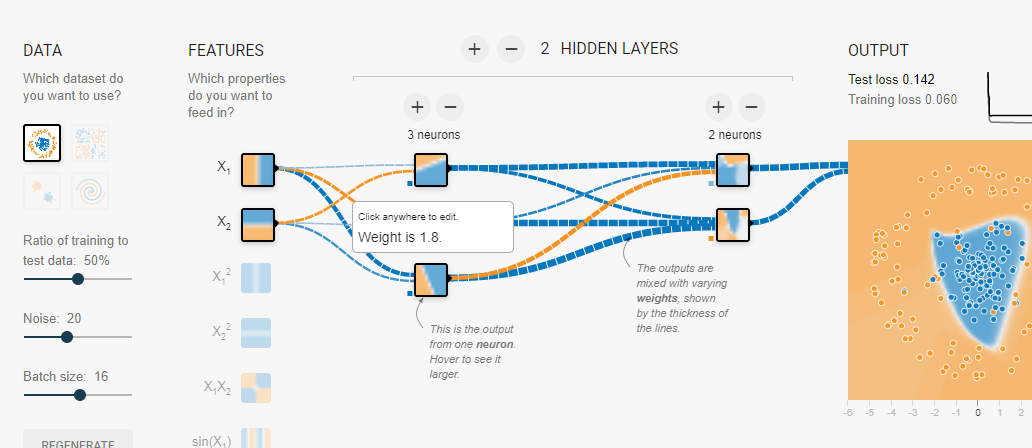 DATA
Which dataset do
you want to use?
Ratio of training to
test data: 50%
Noise: 20
Batch size: 16
REGENERATE
FEATURES
Which properties
do you want to
feed in?
X1
X2
X1²
X2²
X1X2
sin(X1)
+ − 2 HIDDEN LAYERS
+ −
3 neurons
+ −
2 neurons
Click anywhere to edit.
Weight is 1.8.
This is the output
from one neuron.
Hover to see it
larger.
The outputs are
mixed with varying
weights, shown
by the thickness of
the lines.
OUTPUT
Test loss 0.142
Training loss 0.060
-6 -5 -4 -3 -2 -1 0 1 2